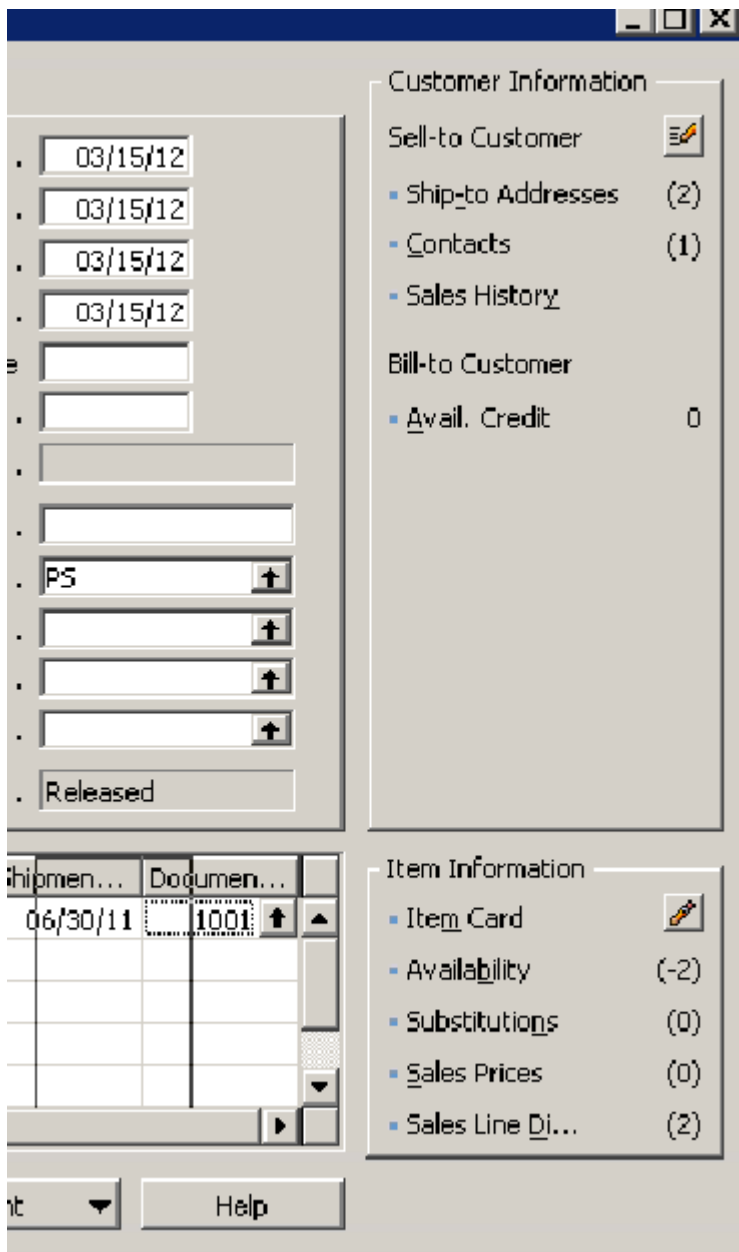 Customer Information
Sell-to Customer
. 03/15/12
Ship-to Addresses (2)
. 03/15/12
Contacts (1)
. 03/15/12
Sales History
. 03/15/12
e
Bill-to Customer
.
Avail. Credit 0
.
.
. PS
.
.
.
. Released
Item Information
Shipmen... Documen...
06/30/11 1001
Item Card
Availability (-2)
Substitutions (0)
Sales Prices (0)
Sales Line Di... (2)
nt Help